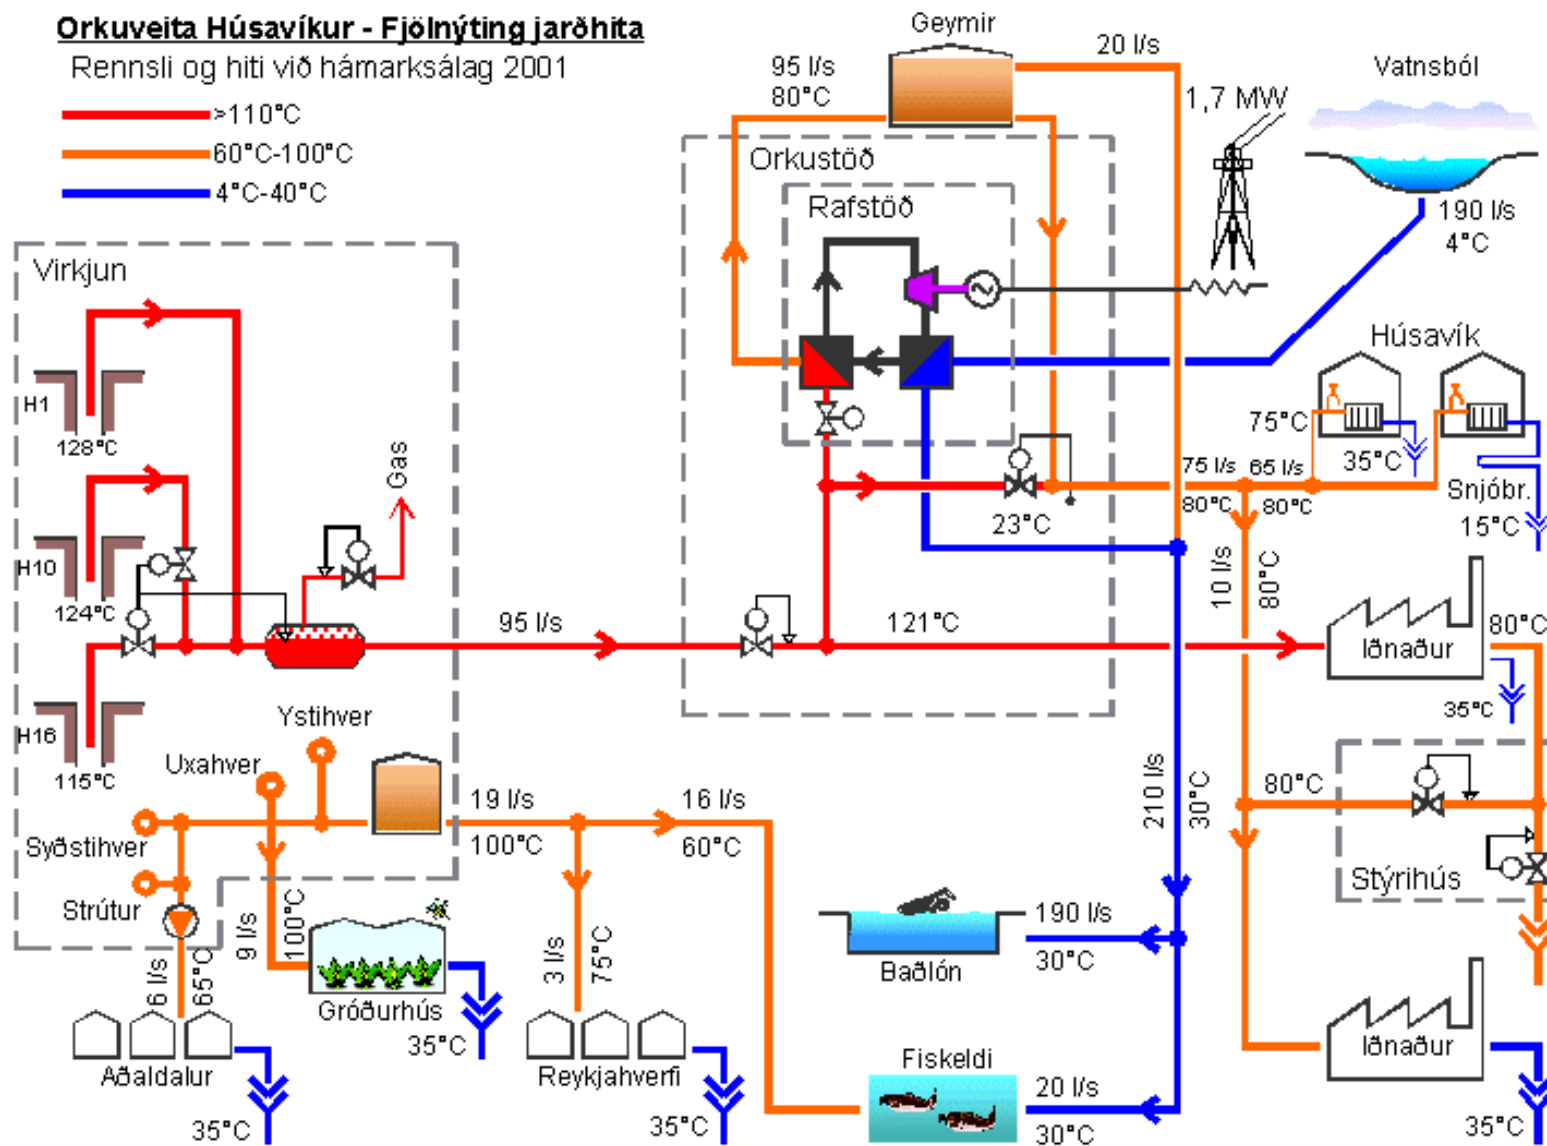 Orkuveita Húsavíkur - Fjölnýting jarðhita
Rennsli og hiti við hámarksálag 2001
>110°C
60°C-100°C
4°C-40°C
Geymir
95 l/s
80°C
20 l/s
1,7 MW
Vatnsból
190 l/s
4°C
Orkustöð
Rafstöð
Virkjun
H1
128°C
H10
124°C
H16
115°C
Gas
95 l/s
121°C
23°C
75 l/s
80°C
65 l/s
80°C
Húsavík
75°C
35°C
Snjóbr.
15°C
10 l/s
80°C
Iðnaður
80°C
35°C
Ystihver
Uxahver
Syðstihver
Strútur
19 l/s
100°C
16 l/s
60°C
210 l/s
30°C
80°C
Stýrihús
6 l/s
65°C
9 l/s
100°C
3 l/s
75°C
Gróðurhús
35°C
Aðaldalur
35°C
Reykjahverfi
35°C
Baðlón
190 l/s
30°C
Fiskeldi
20 l/s
30°C
Iðnaður
35°C